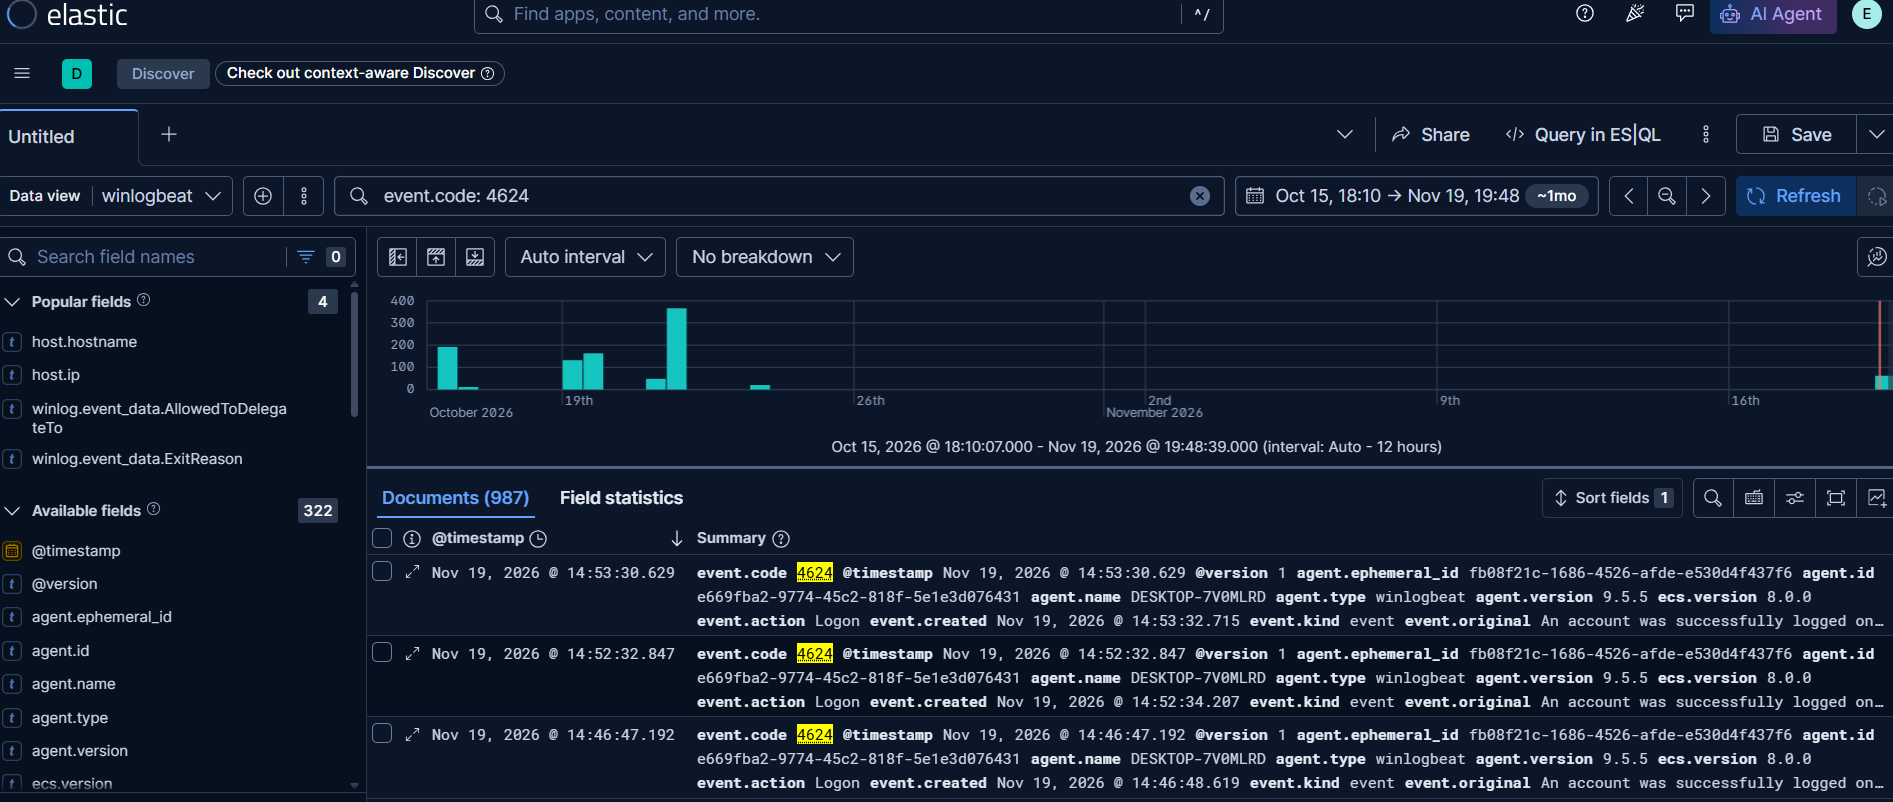 elastic
Find apps, content, and more.
^/
AI Agent
E
D
Discover
Check out context-aware Discover
Untitled
Share
Query in ES|QL
Save
Data view
winlogbeat
event.code: 4624
Oct 15, 18:10 → Nov 19, 19:48
~1mo
Refresh
Search field names
0
Auto interval
No breakdown
Popular fields
4
host.hostname
host.ip
winlog.event_data.AllowedToDelega
teTo
winlog.event_data.ExitReason
Available fields
322
@timestamp
@version
agent.ephemeral_id
agent.id
agent.name
agent.type
agent.version
ecs.version
400
300
200
100
0
19th
26th
2nd
9th
16th
October 2026
November 2026
Oct 15, 2026 @ 18:10:07.000 - Nov 19, 2026 @ 19:48:39.000 (interval: Auto - 12 hours)
Documents (987)
Field statistics
Sort fields
1
@timestamp
Summary
Nov 19, 2026 @ 14:53:30.629
event.code 4624 @timestamp Nov 19, 2026 @ 14:53:30.629 @version 1 agent.ephemeral_id fb08f21c-1686-4526-afde-e530d4f437f6 agent.id
e669fba2-9774-45c2-818f-5e1e3d076431 agent.name DESKTOP-7V0MLRD agent.type winlogbeat agent.version 9.5.5 ecs.version 8.0.0
event.action Logon event.created Nov 19, 2026 @ 14:53:32.715 event.kind event event.original An account was successfully logged on…
Nov 19, 2026 @ 14:52:32.847
event.code 4624 @timestamp Nov 19, 2026 @ 14:52:32.847 @version 1 agent.ephemeral_id fb08f21c-1686-4526-afde-e530d4f437f6 agent.id
e669fba2-9774-45c2-818f-5e1e3d076431 agent.name DESKTOP-7V0MLRD agent.type winlogbeat agent.version 9.5.5 ecs.version 8.0.0
event.action Logon event.created Nov 19, 2026 @ 14:52:34.207 event.kind event event.original An account was successfully logged on…
Nov 19, 2026 @ 14:46:47.192
event.code 4624 @timestamp Nov 19, 2026 @ 14:46:47.192 @version 1 agent.ephemeral_id fb08f21c-1686-4526-afde-e530d4f437f6 agent.id
e669fba2-9774-45c2-818f-5e1e3d076431 agent.name DESKTOP-7V0MLRD agent.type winlogbeat agent.version 9.5.5 ecs.version 8.0.0
event.action Logon event.created Nov 19, 2026 @ 14:46:48.619 event.kind event event.original An account was successfully logged on…